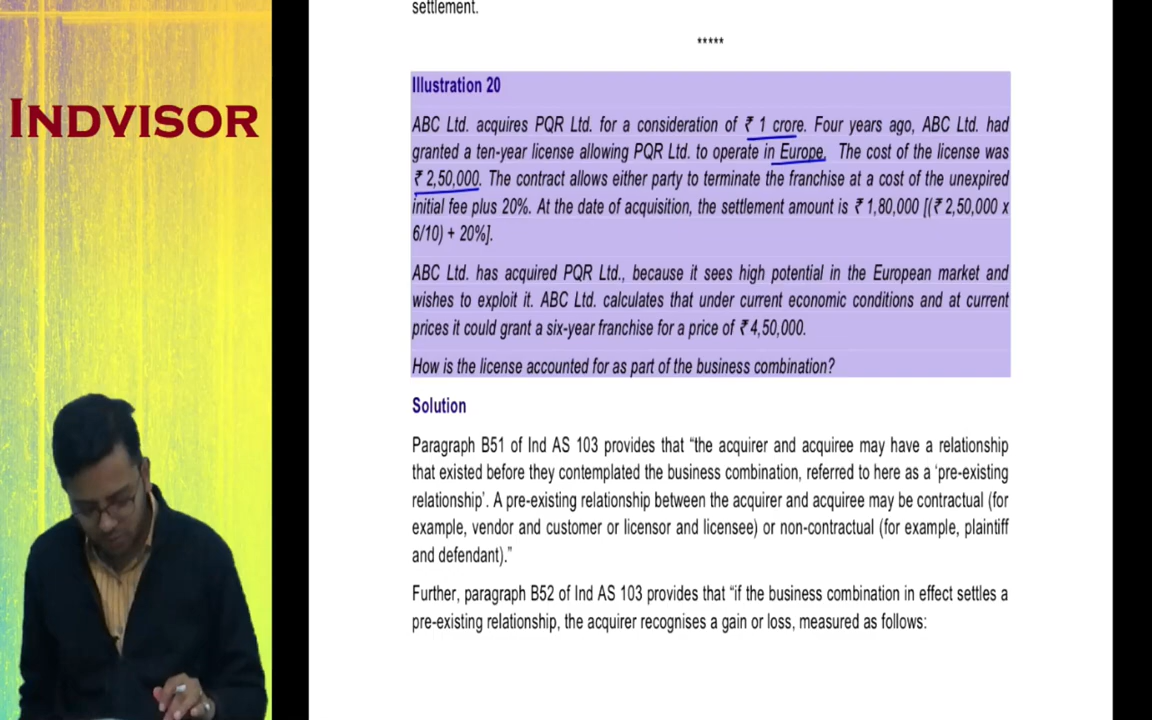 settlement.
*****
INDVISOR
Illustration 20
ABC Ltd. acquires PQR Ltd. for a consideration of ₹ 1 crore. Four years ago, ABC Ltd. had
granted a ten-year license allowing PQR Ltd. to operate in Europe. The cost of the license was
₹ 2,50,000. The contract allows either party to terminate the franchise at a cost of the unexpired
initial fee plus 20%. At the date of acquisition, the settlement amount is ₹ 1,80,000 [(₹ 2,50,000 x
6/10) + 20%].
ABC Ltd. has acquired PQR Ltd., because it sees high potential in the European market and
wishes to exploit it. ABC Ltd. calculates that under current economic conditions and at current
prices it could grant a six-year franchise for a price of ₹ 4,50,000.
How is the license accounted for as part of the business combination?
Solution
Paragraph B51 of Ind AS 103 provides that “the acquirer and acquiree may have a relationship
that existed before they contemplated the business combination, referred to here as a ‘pre-existing
relationship’. A pre-existing relationship between the acquirer and acquiree may be contractual (for
example, vendor and customer or licensor and licensee) or non-contractual (for example, plaintiff
and defendant).”
Further, paragraph B52 of Ind AS 103 provides that “if the business combination in effect settles a
pre-existing relationship, the acquirer recognises a gain or loss, measured as follows: